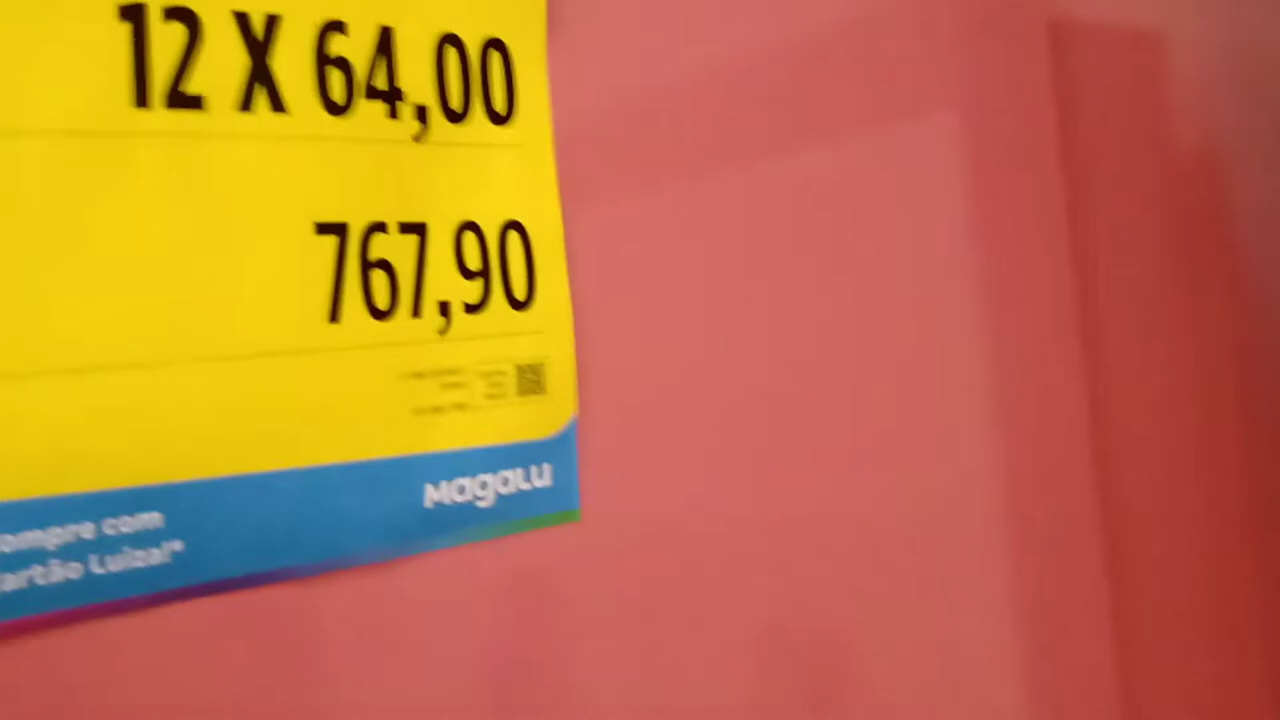 12 X 64,00
767,90
Magalu
ompre com
artão Luiza!*